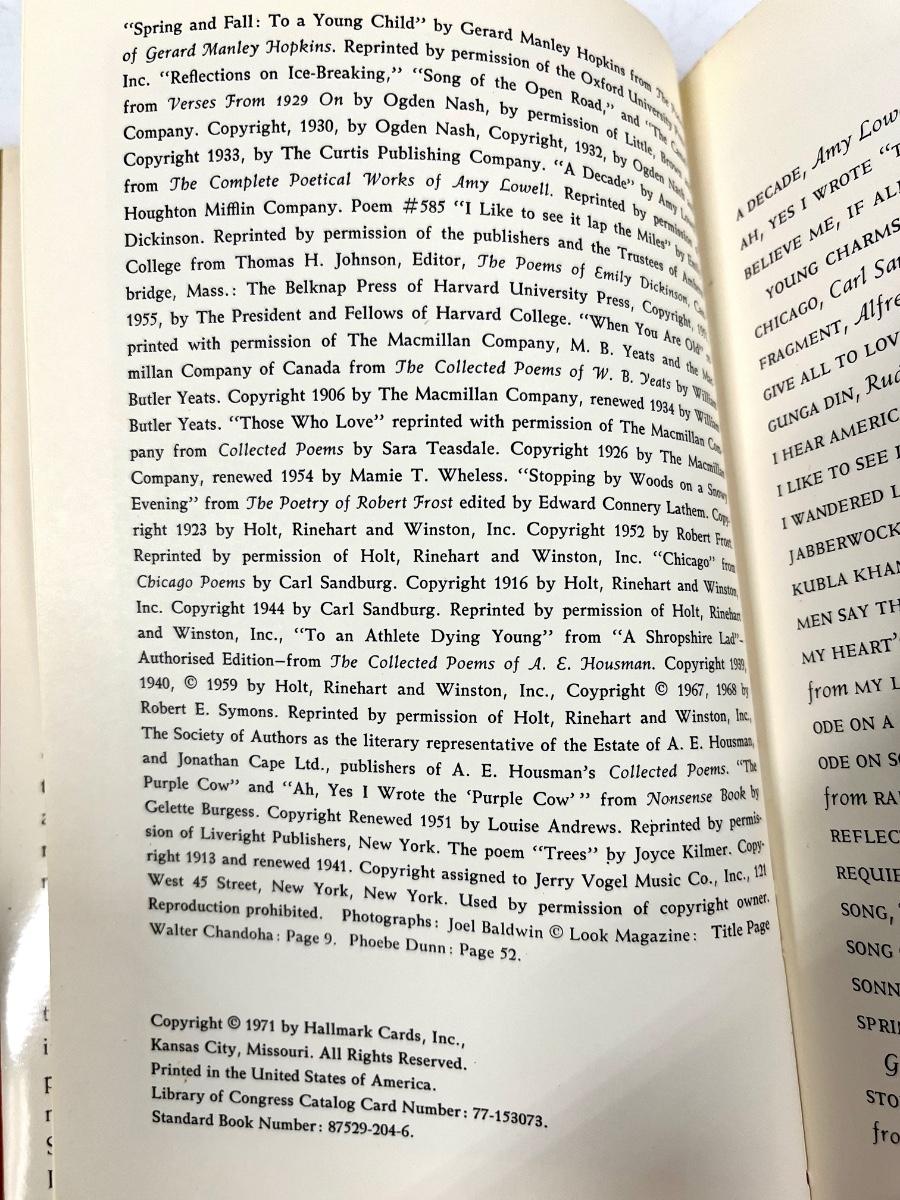 “Spring and Fall: To a Young Child” by Gerard Manley Hopkins from The
of Gerard Manley Hopkins. Reprinted by permission of the Oxford University
Inc. “Reflections on Ice-Breaking,” “Song of the Open Road,” and “The
from Verses From 1929 On by Ogden Nash, by permission of Little, Brown
Company. Copyright, 1930, by Ogden Nash, Copyright, 1932, by Ogden Nash
Copyright 1933, by The Curtis Publishing Company. “A Decade” by Amy
from The Complete Poetical Works of Amy Lowell. Reprinted by permission
Houghton Mifflin Company. Poem #585 “I Like to see it lap the Miles” by
Dickinson. Reprinted by permission of the publishers and the Trustees of
College from Thomas H. Johnson, Editor, The Poems of Emily Dickinson,
bridge, Mass.: The Belknap Press of Harvard University Press, Copyright,
1955, by The President and Fellows of Harvard College. “When You Are Old”
printed with permission of The Macmillan Company, M. B. Yeats and the
millan Company of Canada from The Collected Poems of W. B. Yeats by William
Butler Yeats. Copyright 1906 by The Macmillan Company, renewed 1934 by William
Butler Yeats. “Those Who Love” reprinted with permission of The Macmillan Com-
pany from Collected Poems by Sara Teasdale. Copyright 1926 by The Macmillan
Company, renewed 1954 by Mamie T. Wheless. “Stopping by Woods on a Snowy
Evening” from The Poetry of Robert Frost edited by Edward Connery Lathem. Copy-
right 1923 by Holt, Rinehart and Winston, Inc. Copyright 1952 by Robert Frost.
Reprinted by permission of Holt, Rinehart and Winston, Inc. “Chicago” from
Chicago Poems by Carl Sandburg. Copyright 1916 by Holt, Rinehart and Winston,
Inc. Copyright 1944 by Carl Sandburg. Reprinted by permission of Holt, Rinehart
and Winston, Inc., “To an Athlete Dying Young” from “A Shropshire Lad”–
Authorised Edition–from The Collected Poems of A. E. Housman. Copyright 1939,
1940, © 1959 by Holt, Rinehart and Winston, Inc., Coypright © 1967, 1968 by
Robert E. Symons. Reprinted by permission of Holt, Rinehart and Winston, Inc.,
The Society of Authors as the literary representative of the Estate of A. E. Housman,
and Jonathan Cape Ltd., publishers of A. E. Housman’s Collected Poems. “The
Purple Cow” and “Ah, Yes I Wrote the ‘Purple Cow’ ” from Nonsense Book by
Gelette Burgess. Copyright Renewed 1951 by Louise Andrews. Reprinted by permis-
sion of Liveright Publishers, New York. The poem “Trees” by Joyce Kilmer. Copy-
right 1913 and renewed 1941. Copyright assigned to Jerry Vogel Music Co., Inc., 121
West 45 Street, New York, New York. Used by permission of copyright owner.
Reproduction prohibited. Photographs: Joel Baldwin © Look Magazine: Title Page
Walter Chandoha: Page 9. Phoebe Dunn: Page 52.
Copyright © 1971 by Hallmark Cards, Inc.,
Kansas City, Missouri. All Rights Reserved.
Printed in the United States of America.
Library of Congress Catalog Card Number: 77-153073.
Standard Book Number: 87529-204-6.
A DECADE, Amy Low
AH, YES I WROTE “T
BELIEVE ME, IF ALL
YOUNG CHARMS
CHICAGO, Carl San
FRAGMENT, Alfre
GIVE ALL TO LOV
GUNGA DIN, Rud
I HEAR AMERIC
I LIKE TO SEE I
I WANDERED L
JABBERWOCK
KUBLA KHAN
MEN SAY TH
MY HEART’
from MY L
ODE ON A
ODE ON SO
from RA
REFLEC
REQUIE
SONG,
SONG
SONN
SPRI
G
STO
fro